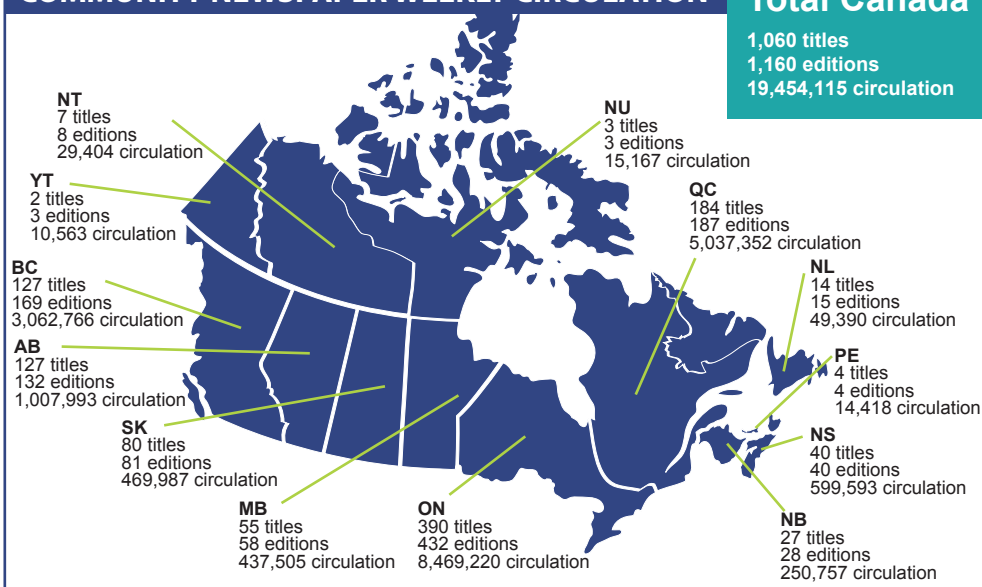 COMMUNITY NEWSPAPER WEEKLY CIRCULATION
Total Canada
1,060 titles
1,160 editions
19,454,115 circulation
NT
7 titles
8 editions
29,404 circulation
NU
3 titles
3 editions
15,167 circulation
YT
2 titles
3 editions
10,563 circulation
QC
184 titles
187 editions
5,037,352 circulation
BC
127 titles
169 editions
3,062,766 circulation
NL
14 titles
15 editions
49,390 circulation
AB
127 titles
132 editions
1,007,993 circulation
PE
4 titles
4 editions
14,418 circulation
SK
80 titles
81 editions
469,987 circulation
NS
40 titles
40 editions
599,593 circulation
MB
55 titles
58 editions
437,505 circulation
ON
390 titles
432 editions
8,469,220 circulation
NB
27 titles
28 editions
250,757 circulation